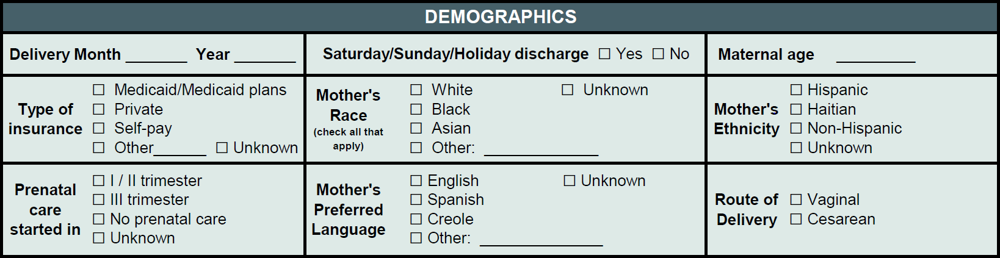 DEMOGRAPHICS
Delivery Month _______ Year _______
Saturday/Sunday/Holiday discharge ☐ Yes ☐ No
Maternal age _________
Type of insurance
☐ Medicaid/Medicaid plans
☐ Private
☐ Self-pay
☐ Other______ ☐ Unknown
Mother's Race
(check all that apply)
☐ White ☐ Unknown
☐ Black
☐ Asian
☐ Other: _____________
Mother's Ethnicity
☐ Hispanic
☐ Haitian
☐ Non-Hispanic
☐ Unknown
Prenatal care started in
☐ I / II trimester
☐ III trimester
☐ No prenatal care
☐ Unknown
Mother's Preferred Language
☐ English ☐ Unknown
☐ Spanish
☐ Creole
☐ Other: ______________
Route of Delivery
☐ Vaginal
☐ Cesarean